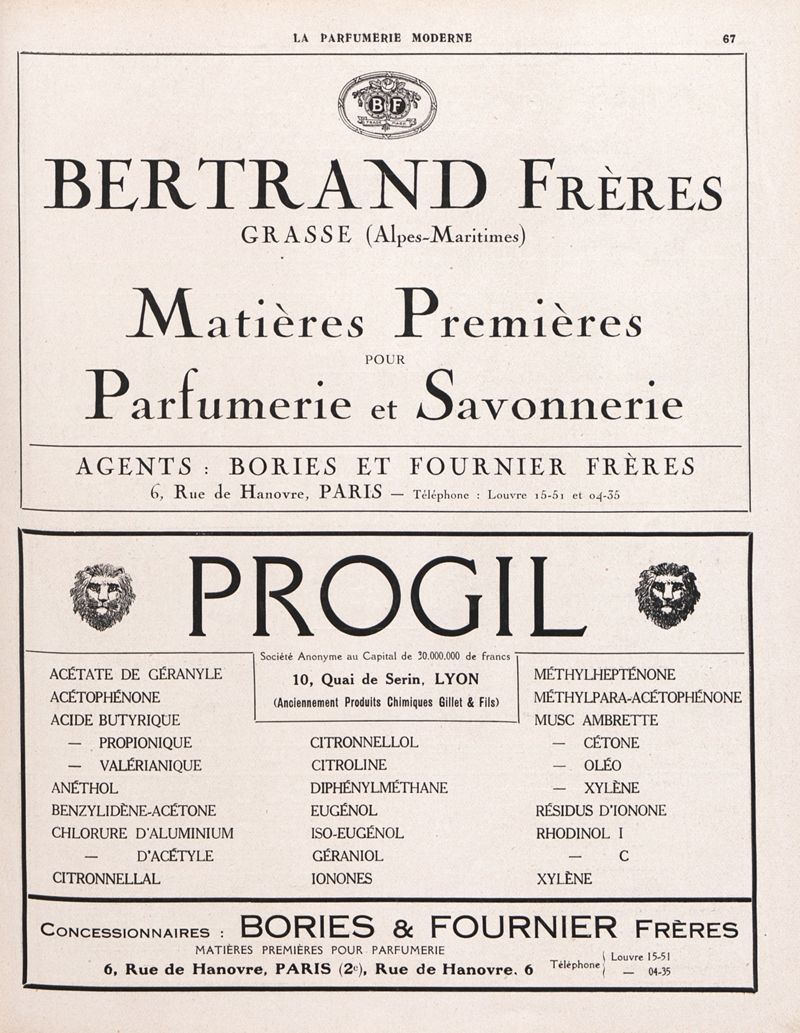 LA PARFUMERIE MODERNE 67
B F
TRADE MARK
BERTRAND FRÈRES
GRASSE (Alpes-Maritimes)
Matières Premières
POUR
Parfumerie et Savonnerie
AGENTS : BORIES ET FOURNIER FRÈRES
6, Rue de Hanovre, PARIS — Téléphone : Louvre 15-51 et 04-35
PROGIL
Société Anonyme au Capital de 30.000.000 de francs
10, Quai de Serin, LYON
(Anciennement Produits Chimiques Gillet & Fils)
ACÉTATE DE GÉRANYLE
ACÉTOPHÉNONE
ACIDE BUTYRIQUE
— PROPIONIQUE
— VALÉRIANIQUE
ANÉTHOL
BENZYLIDÈNE-ACÉTONE
CHLORURE D'ALUMINIUM
— D'ACÉTYLE
CITRONNELLAL
CITRONNELLOL
CITROLINE
DIPHÉNYLMÉTHANE
EUGÉNOL
ISO-EUGÉNOL
GÉRANIOL
IONONES
MÉTHYLHEPTÉNONE
MÉTHYLPARA-ACÉTOPHÉNONE
MUSC AMBRETTE
— CÉTONE
— OLÉO
— XYLÈNE
RÉSIDUS D'IONONE
RHODINOL I
— C
XYLÈNE
CONCESSIONNAIRES : BORIES & FOURNIER FRÈRES
MATIÈRES PREMIÈRES POUR PARFUMERIE
6, Rue de Hanovre, PARIS (2e), Rue de Hanovre, 6
Téléphone Louvre 15-51
— 04-35